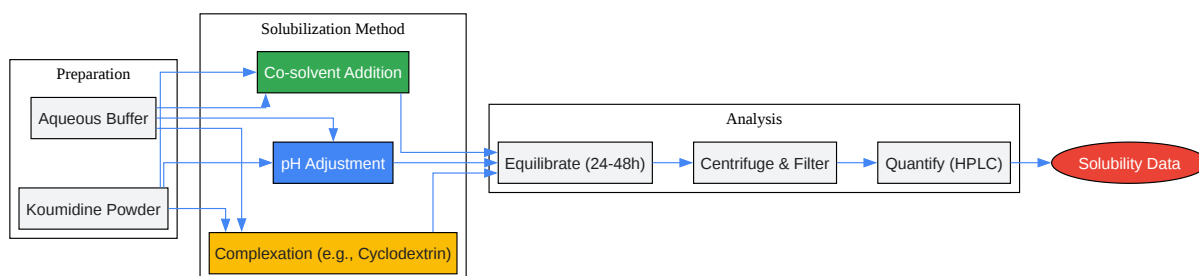 Preparation
Aqueous Buffer
Koumidine Powder
Solubilization Method
Co-solvent Addition
pH Adjustment
Complexation (e.g., Cyclodextrin)
Analysis
Equilibrate (24-48h)
Centrifuge & Filter
Quantify (HPLC)
Solubility Data